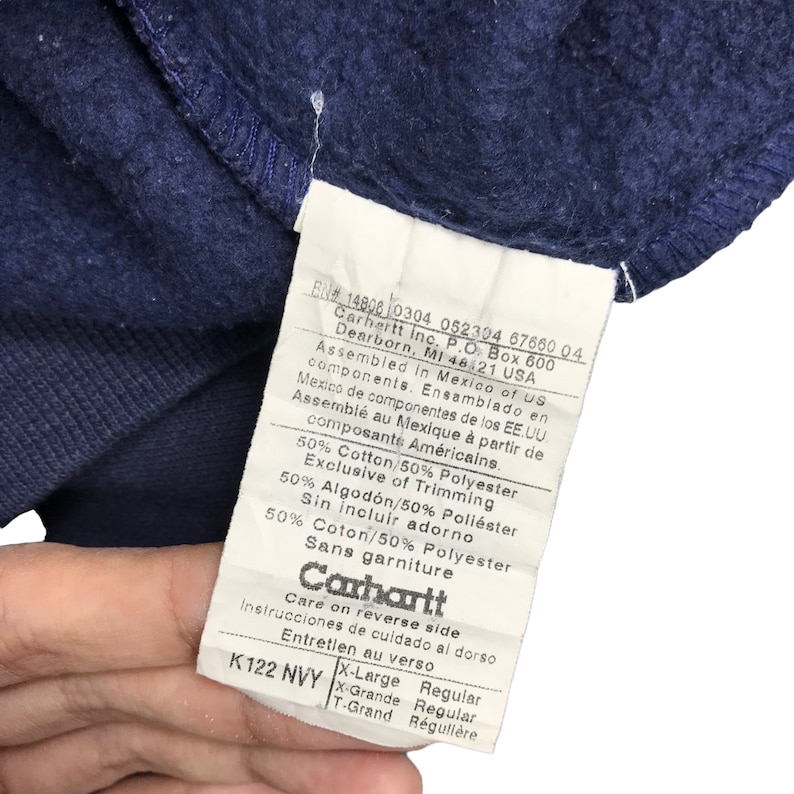 RN# 14806 0304 052304 67660 04
Carhartt Inc. P.O. Box 600
Dearborn, MI 48121 USA
Assembled in Mexico of US
components. Ensamblado en
Mexico de componentes de los EE.UU.
Assemblé au Mexique à partir de
composants Américains.
50% Cotton/50% Polyester
Exclusive of Trimming
50% Algodón/50% Poliéster
Sin incluir adorno
50% Coton/50% Polyester
Sans garniture
Carhartt
Care on reverse side
Instrucciones de cuidado al dorso
Entretien au verso
K122 NVY
X-Large Regular
X-Grande Regular
T-Grand Régulière